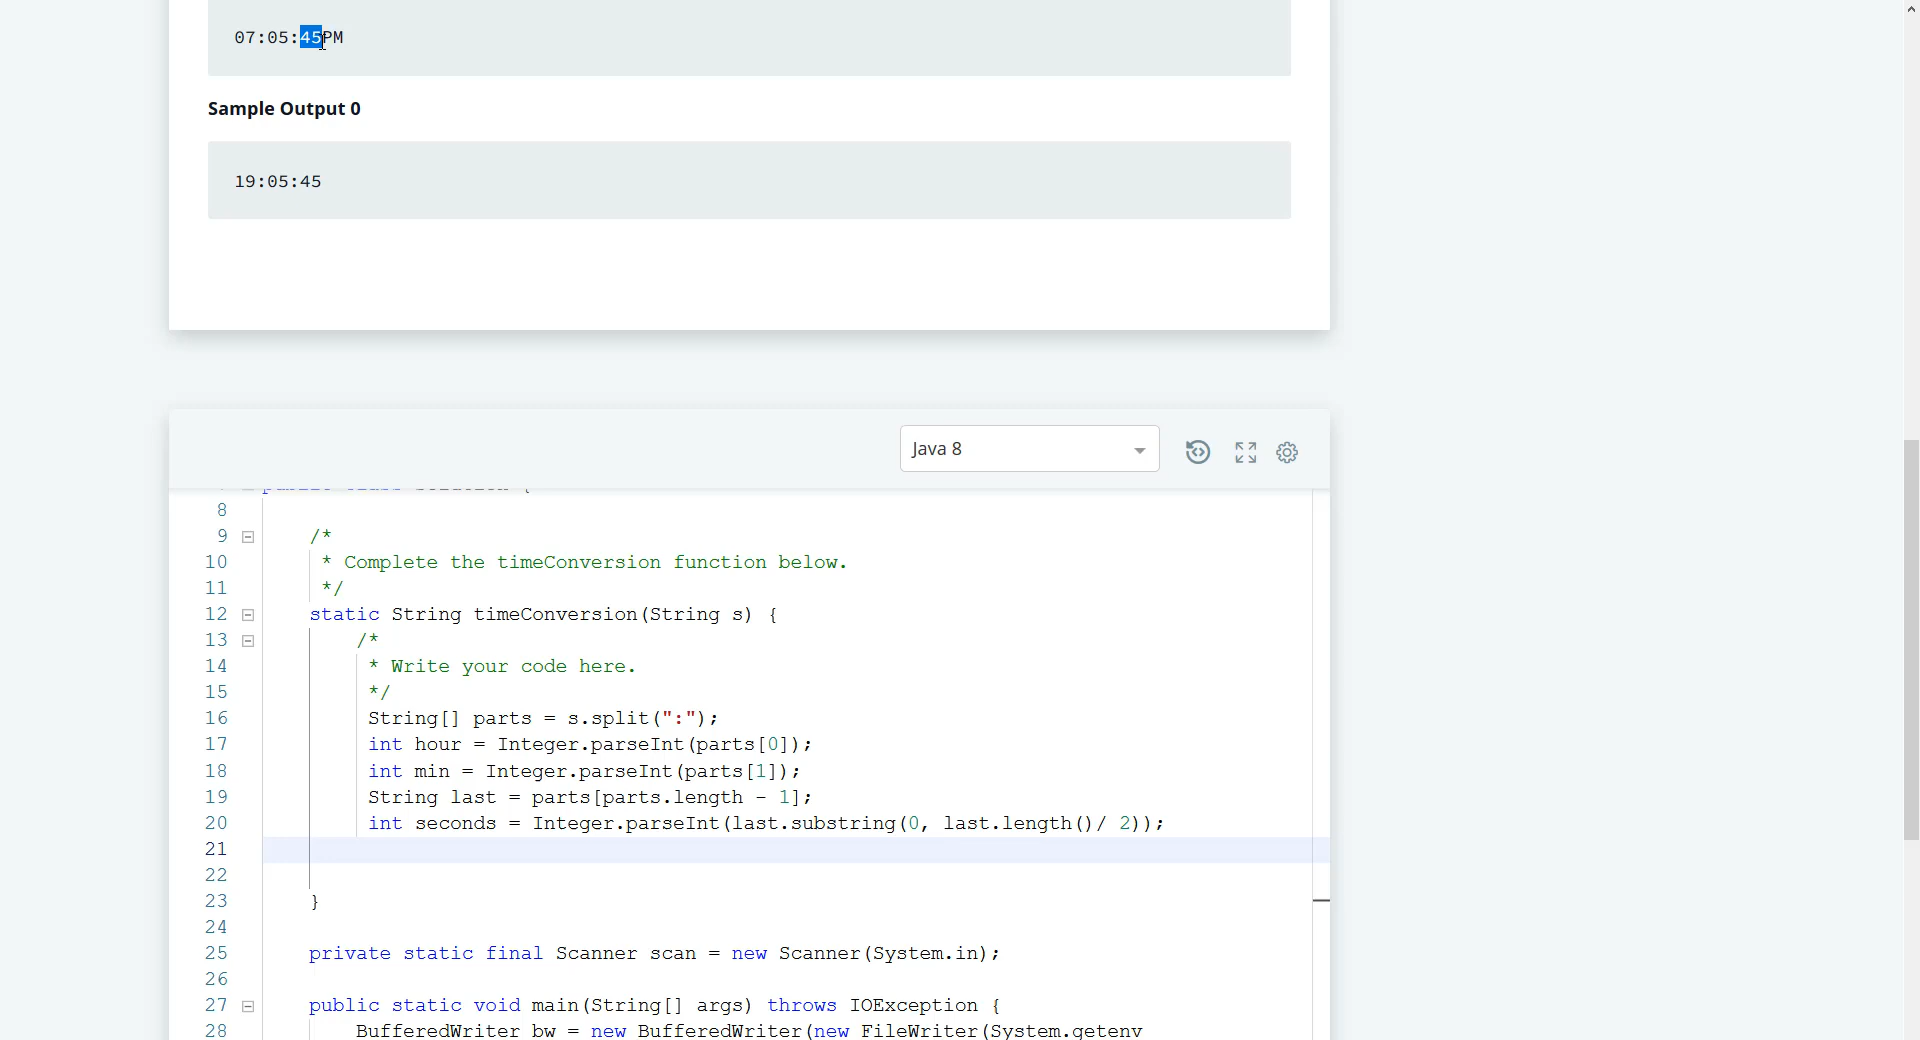 07:05:45PM
Sample Output 0
19:05:45
Java 8
8
9 /*
10 * Complete the timeConversion function below.
11 */
12 static String timeConversion(String s) {
13 /*
14 * Write your code here.
15 */
16 String[] parts = s.split(":");
17 int hour = Integer.parseInt(parts[0]);
18 int min = Integer.parseInt(parts[1]);
19 String last = parts[parts.length - 1];
20 int seconds = Integer.parseInt(last.substring(0, last.length()/ 2));
21
22
23 }
24
25 private static final Scanner scan = new Scanner(System.in);
26
27 public static void main(String[] args) throws IOException {
28 BufferedWriter bw = new BufferedWriter(new FileWriter(System.getenv